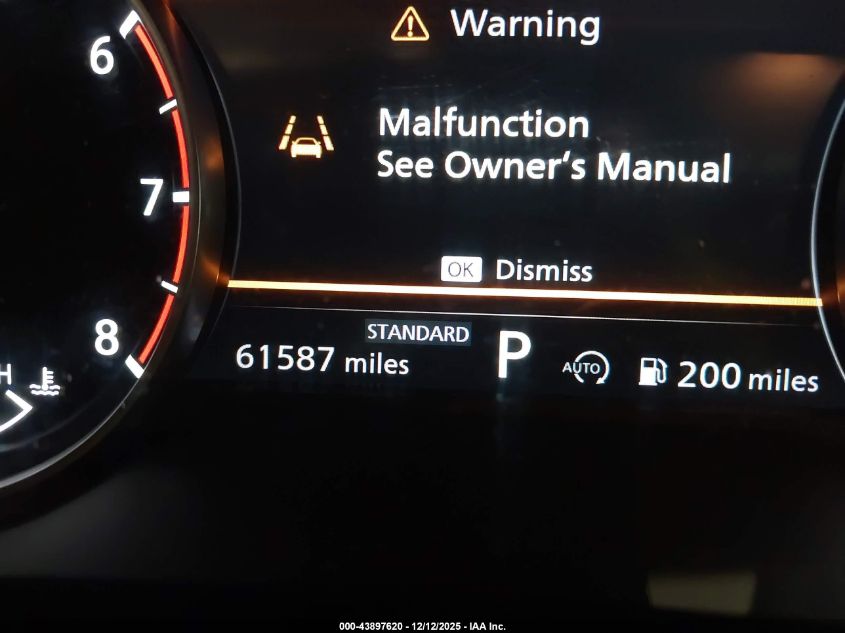 Warning
6
Malfunction
See Owner's Manual
7
OK Dismiss
8
STANDARD
61587 miles
P
AUTO
200 miles
H
000-43897620 - 12/12/2025 - IAA Inc.